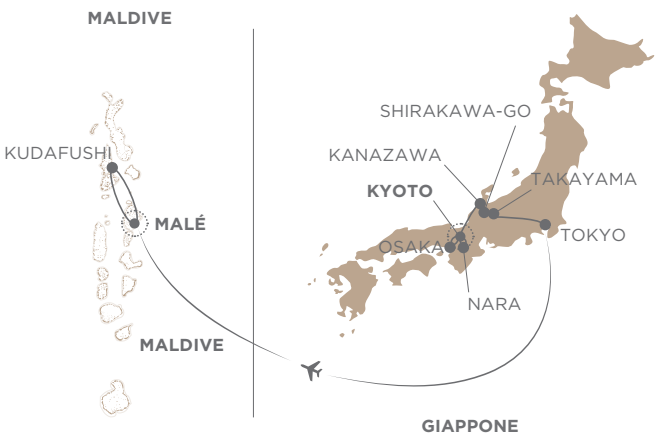 MALDIVE
KUDAFUSHI
MALÉ
MALDIVE
SHIRAKAWA-GO
KANAZAWA
TAKAYAMA
KYOTO
TOKYO
OSAKA
NARA
GIAPPONE